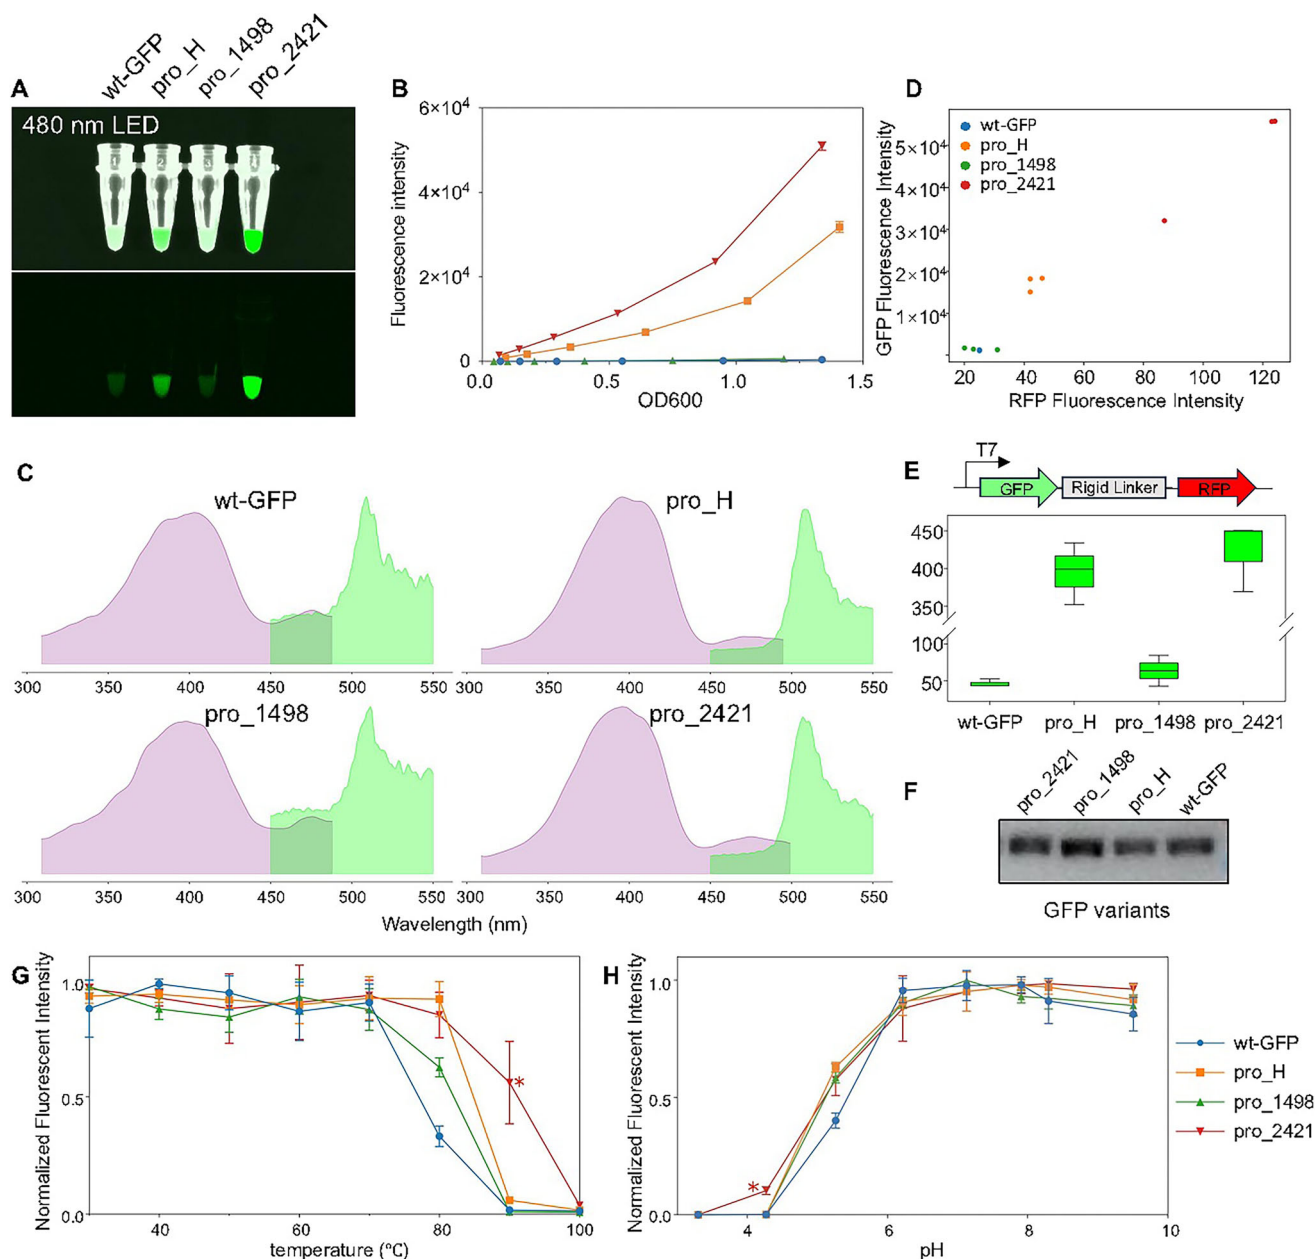 A
wt-GFP
pro_H
pro_1498
pro_2421
480 nm LED
1
2
3
4
B
6×10⁴
4×10⁴
2×10⁴
0
Fluorescence intensity
0.0
0.5
1.0
1.5
OD600
D
wt-GFP
pro_H
pro_1498
pro_2421
5×10⁴
4×10⁴
3×10⁴
2×10⁴
1×10⁴
GFP Fluorescence Intensity
20
40
60
80
100
120
RFP Fluorescence Intensity
C
wt-GFP
pro_H
300
350
400
450
500
550
300
350
400
450
500
550
pro_1498
pro_2421
300
350
400
450
500
550
300
350
400
450
500
550
Wavelength (nm)
E
T7
GFP
Rigid Linker
RFP
450
400
350
100
50
wt-GFP
pro_H
pro_1498
pro_2421
F
pro_2421
pro_1498
pro_H
wt-GFP
GFP variants
G
Normalized Fluorescent Intensity
1.0
0.5
0.0
40
60
80
100
temperature (℃)
*
H
Normalized Fluorescent Intensity
1.0
0.5
0.0
4
6
8
10
pH
*
wt-GFP
pro_H
pro_1498
pro_2421